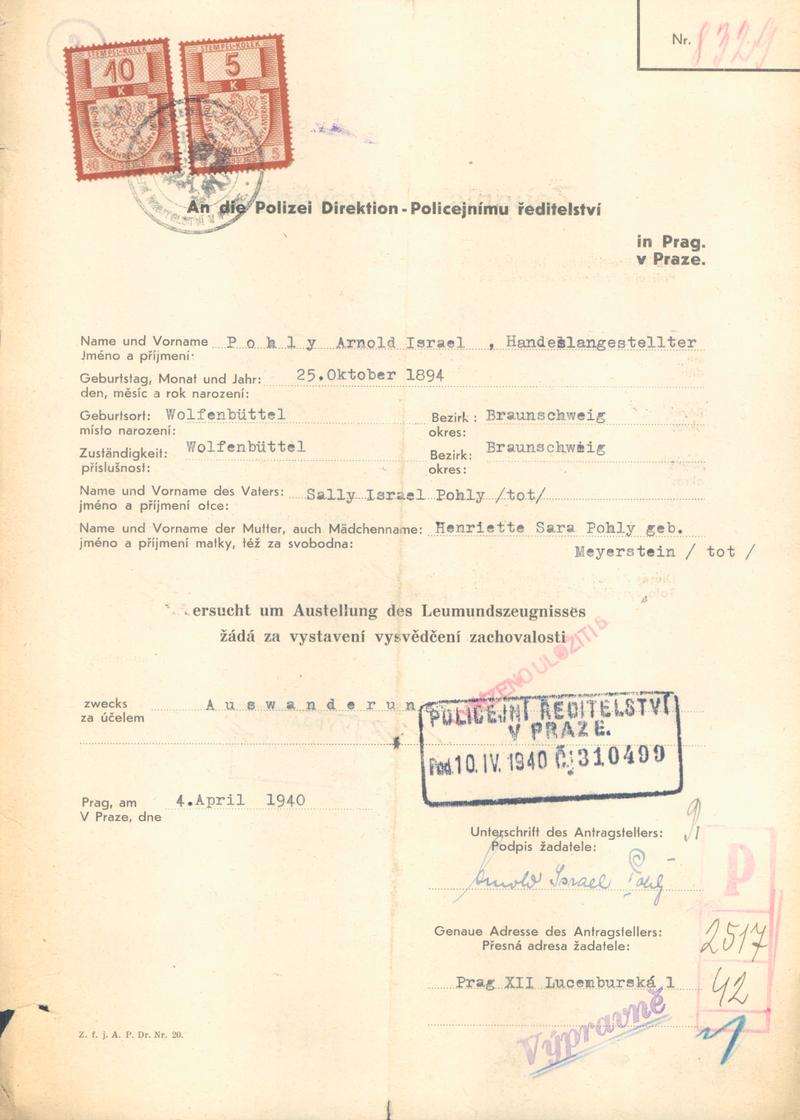 Nr. 8329
STEMPEL-KOLEK
10
K
STEMPEL-KOLEK
5
K
An die Polizei Direktion - Policejnímu ředitelství
in Prag.
v Praze.
Name und Vorname P o h l y Arnold Israel , Handeslangestellter
Jméno a příjmení:
Geburtstag, Monat und Jahr: 25.Oktober 1894
den, měsíc a rok narození:
Geburtsort: Wolfenbüttel Bezirk: Braunschweig
místo narození: okres:
Zuständigkeit: Wolfenbüttel Bezirk: Braunschweig
příslušnost: okres:
Name und Vorname des Vaters: Sally Israel Pohly /tot/
jméno a příjmení otce:
Name und Vorname der Mutter, auch Mädchenname: Henriette Sara Pohly geb.
jméno a příjmení matky, též za svobodna: Meyerstein / tot /
ersucht um Austellung des Leumundszeugnisses
žádá za vystavení vysvědčení zachovalosti
ULOŽITI
zwecks A u s w a n d e r u n
za účelem
POLICEJNÍ ŘEDITELSTVÍ
V PRAZE.
Pod. 10. IV. 1940 Č.j. 310499
Prag, am 4.April 1940
V Praze, dne
Unterschrift des Antragstellers:
Podpis žadatele:
Arnold Israel Pohly
P
Genaue Adresse des Antragstellers:
Přesná adresa žadatele:
2517
Prag XII Lucemburská 1
42
Výpravně
Z. f. j. A. P. Dr. Nr. 20.